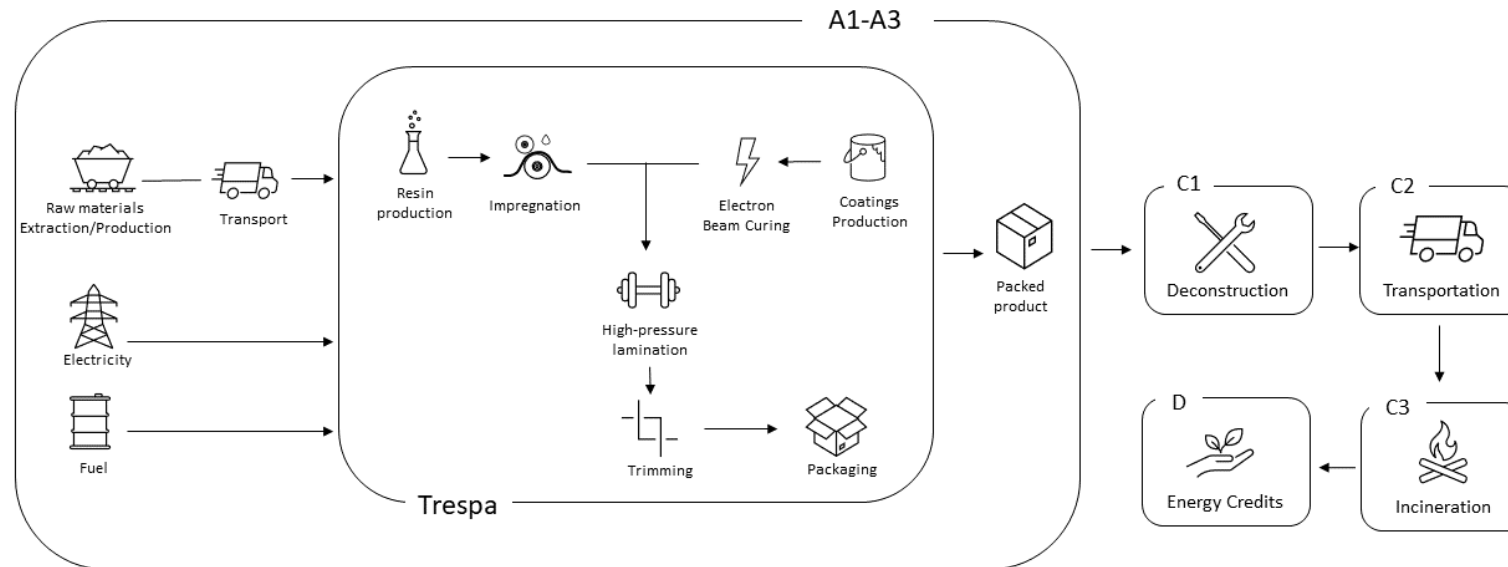 A1-A3
Raw materials
Extraction/Production
Transport
Electricity
Fuel
Resin
production
Impregnation
Electron
Beam Curing
Coatings
Production
High-pressure
lamination
Trimming
Packaging
Trespa
Packed
product
C1
Deconstruction
C2
Transportation
C3
Incineration
D
Energy Credits